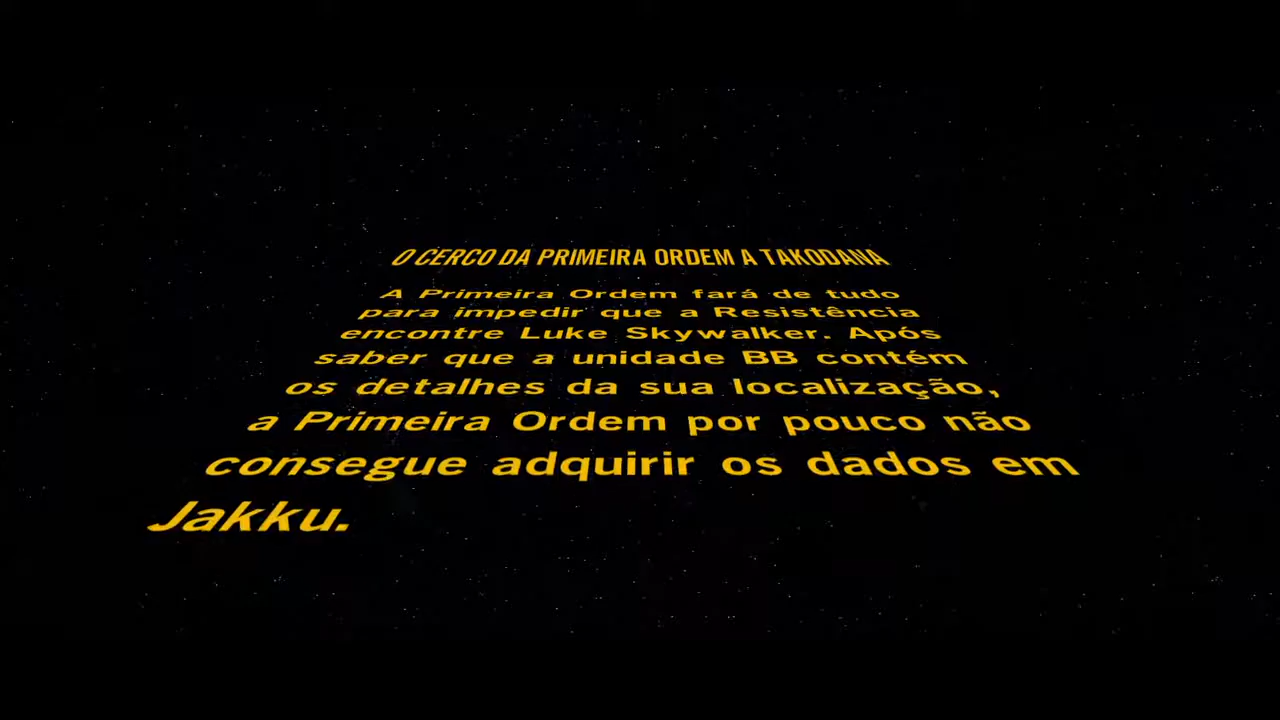 O CERCO DA PRIMEIRA ORDEM A TAKODANA
A Primeira Ordem fará de tudo
para impedir que a Resistência
encontre Luke Skywalker. Após
saber que a unidade BB contém
os detalhes da sua localização,
a Primeira Ordem por pouco não
consegue adquirir os dados em
Jakku.